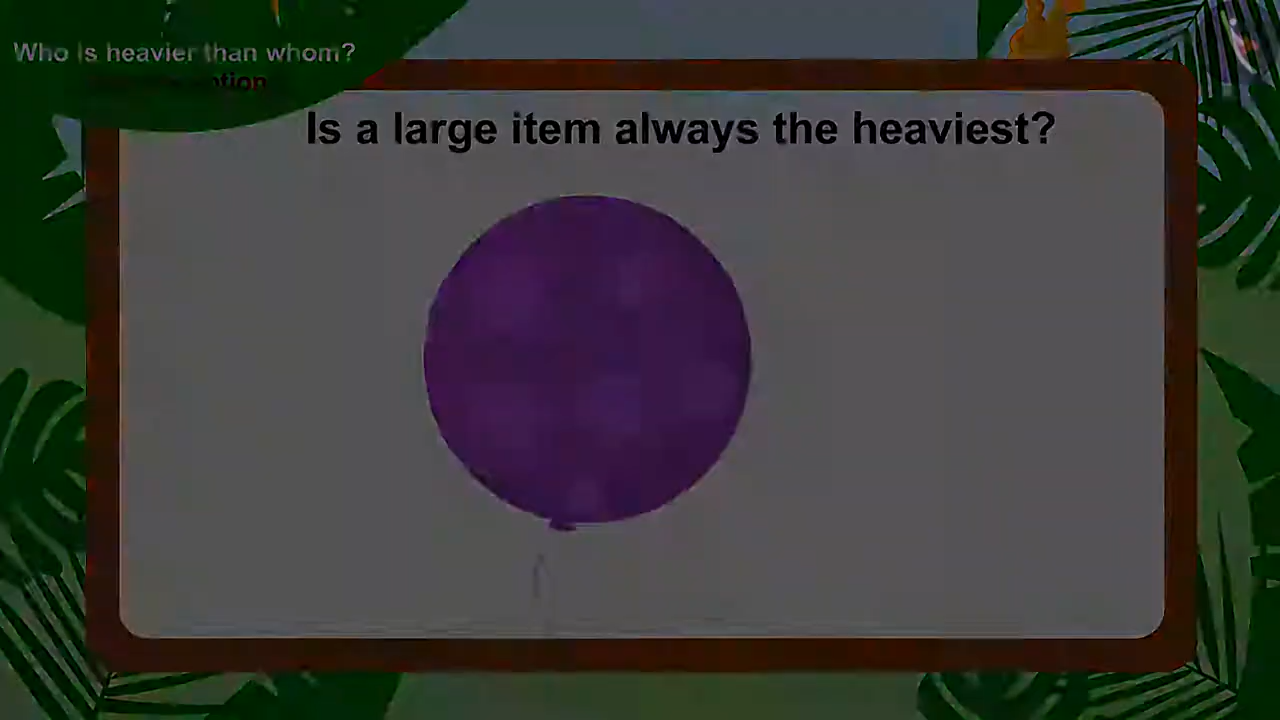 Who is heavier than whom?
Is a large item always the heaviest?